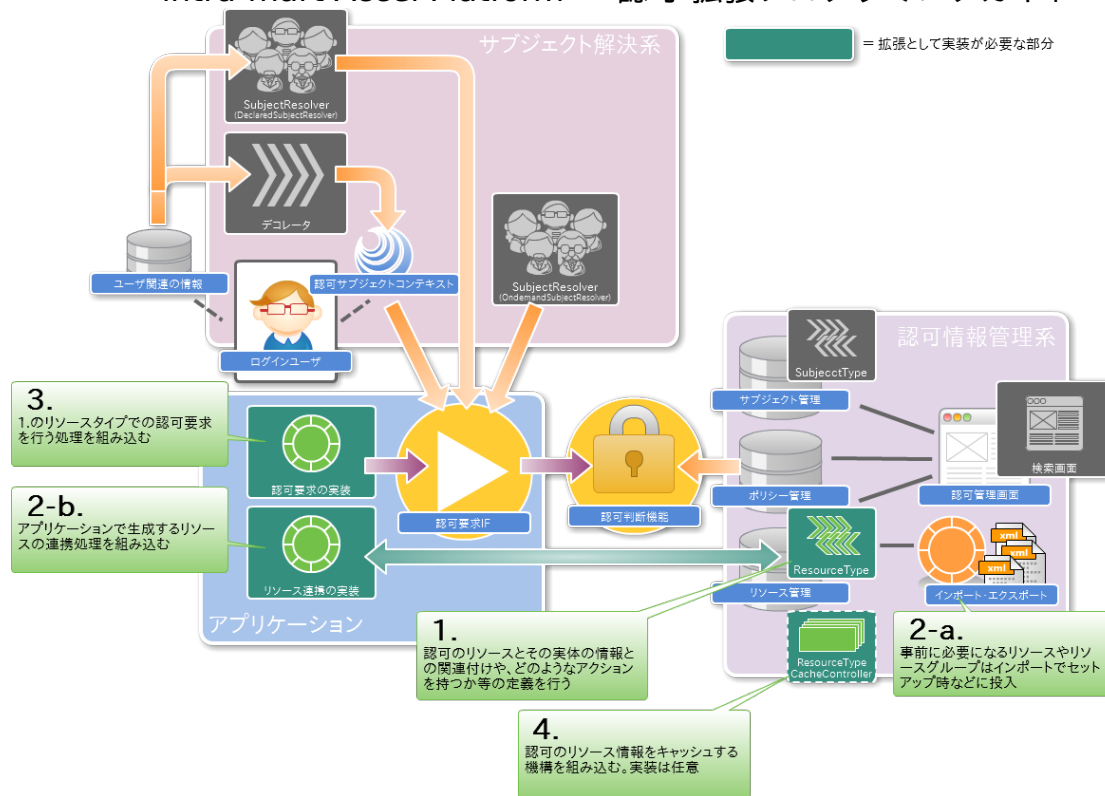 サブジェクト解決系
= 拡張として実装が必要な部分
SubjectResolver
(DeclaredSubjectResolver)
デコレータ
ユーザ関連の情報
認可サブジェクトコンテキスト
SubjectResolver
(OndemandSubjectResolver)
ログインユーザ
認可情報管理系
SubjecctType
サブジェクト管理
検索画面
認可管理画面
ポリシー管理
3.
1.のリソースタイプでの認可要求
を行う処理を組み込む
認可要求の実装
認可要求IF
認可判断機能
2-b.
アプリケーションで生成するリソー
スの連携処理を組み込む
リソース連携の実装
アプリケーション
ResourceType
リソース管理
xml
xml
xml
インポート・エクスポート
1.
認可のリソースとその実体の情報と
の関連付けや、どのようなアクション
を持つか等の定義を行う
ResourceType
CacheController
2-a.
事前に必要になるリソースやリソ
ースグループはインポートでセット
アップ時などに投入
4.
認可のリソース情報をキャッシュする
機構を組み込む。実装は任意